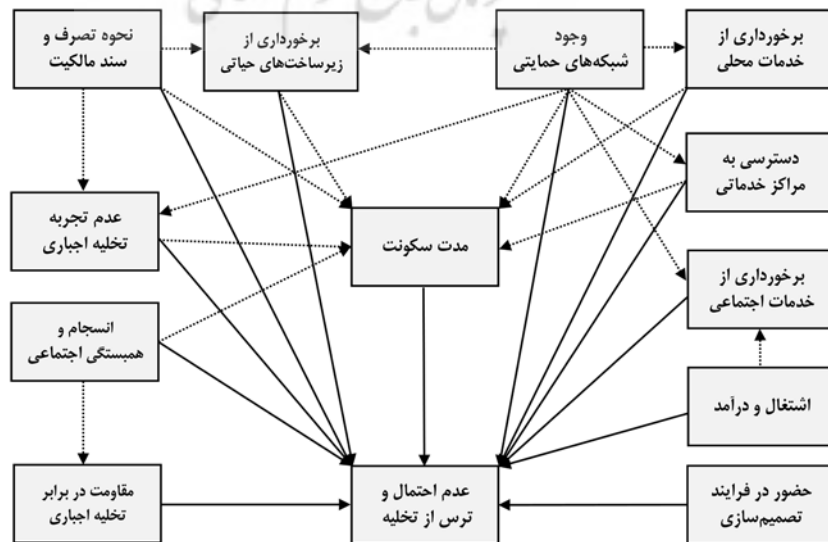 برخورداری از
خدمات محلی
وجود
شبکه‌های حمایتی
برخورداری از
زیرساخت‌های حیاتی
نحوه تصرف و
سند مالکیت
دسترسی به
مراکز خدماتی
مدت سکونت
عدم تجربه
تخلیه اجباری
برخورداری از
خدمات اجتماعی
انسجام و
همبستگی اجتماعی
اشتغال و درآمد
حضور در فرایند
تصمیم‌سازی
عدم احتمال و
ترس از تخلیه
مقاومت در برابر
تخلیه اجباری